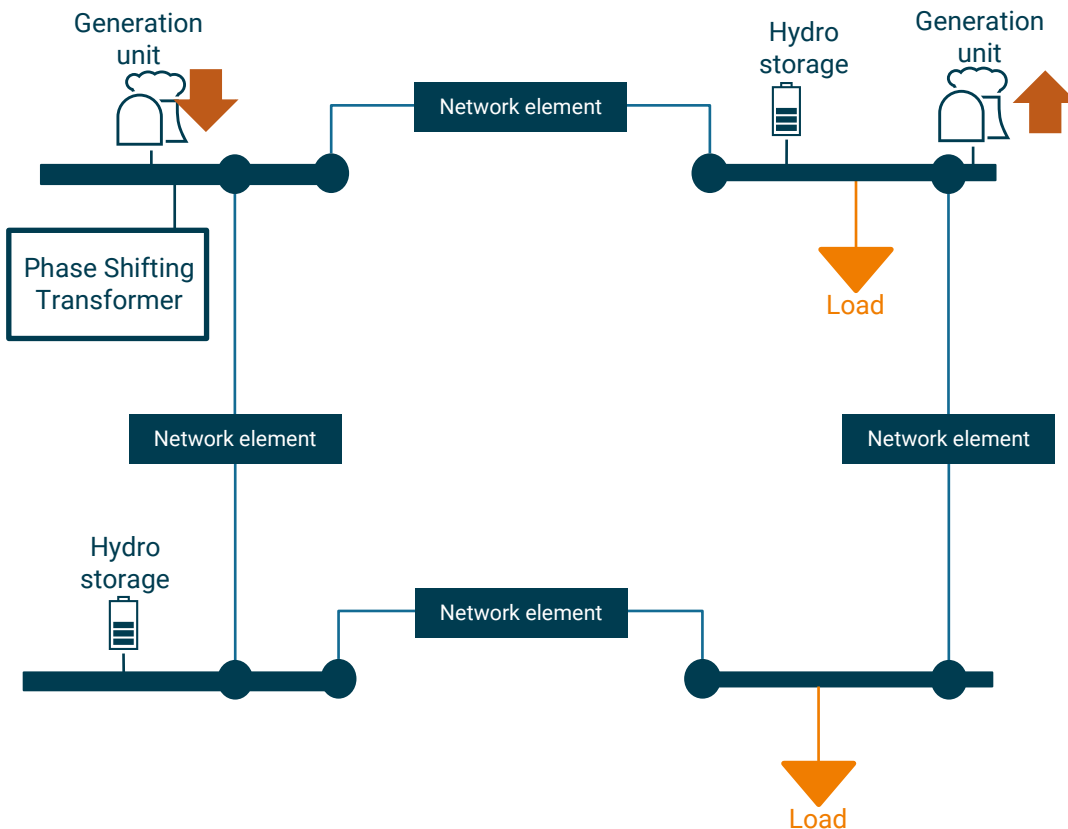 Generation
unit
Hydro
storage
Generation
unit
Network element
Phase Shifting
Transformer
Load
Network element
Network element
Hydro
storage
Network element
Load